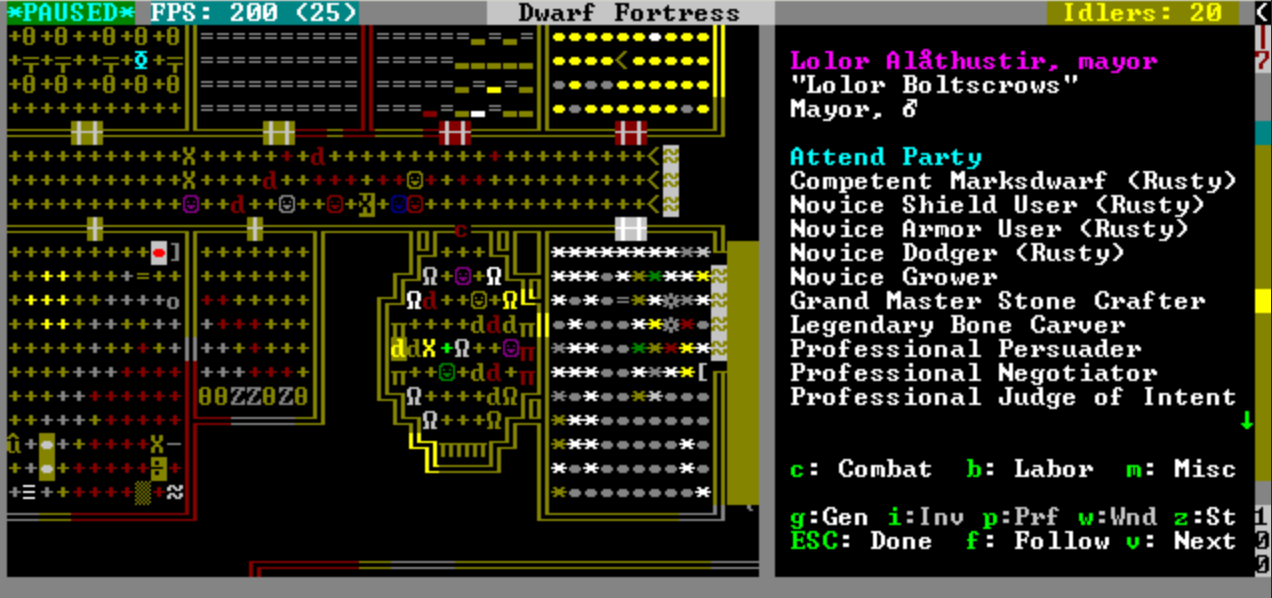 *PAUSED* FPS: 200 (25) Dwarf Fortress Idlers: 20
Lolor Alåthustir, mayor
"Lolor Boltscrows"
Mayor, ♂
Attend Party
Competent Marksdwarf (Rusty)
Novice Shield User (Rusty)
Novice Armor User (Rusty)
Novice Dodger (Rusty)
Novice Grower
Grand Master Stone Crafter
Legendary Bone Carver
Professional Persuader
Professional Negotiator
Professional Judge of Intent
c: Combat b: Labor m: Misc
g:Gen i:Inv p:Prf w:Wnd z:St
ESC: Done f: Follow v: Next